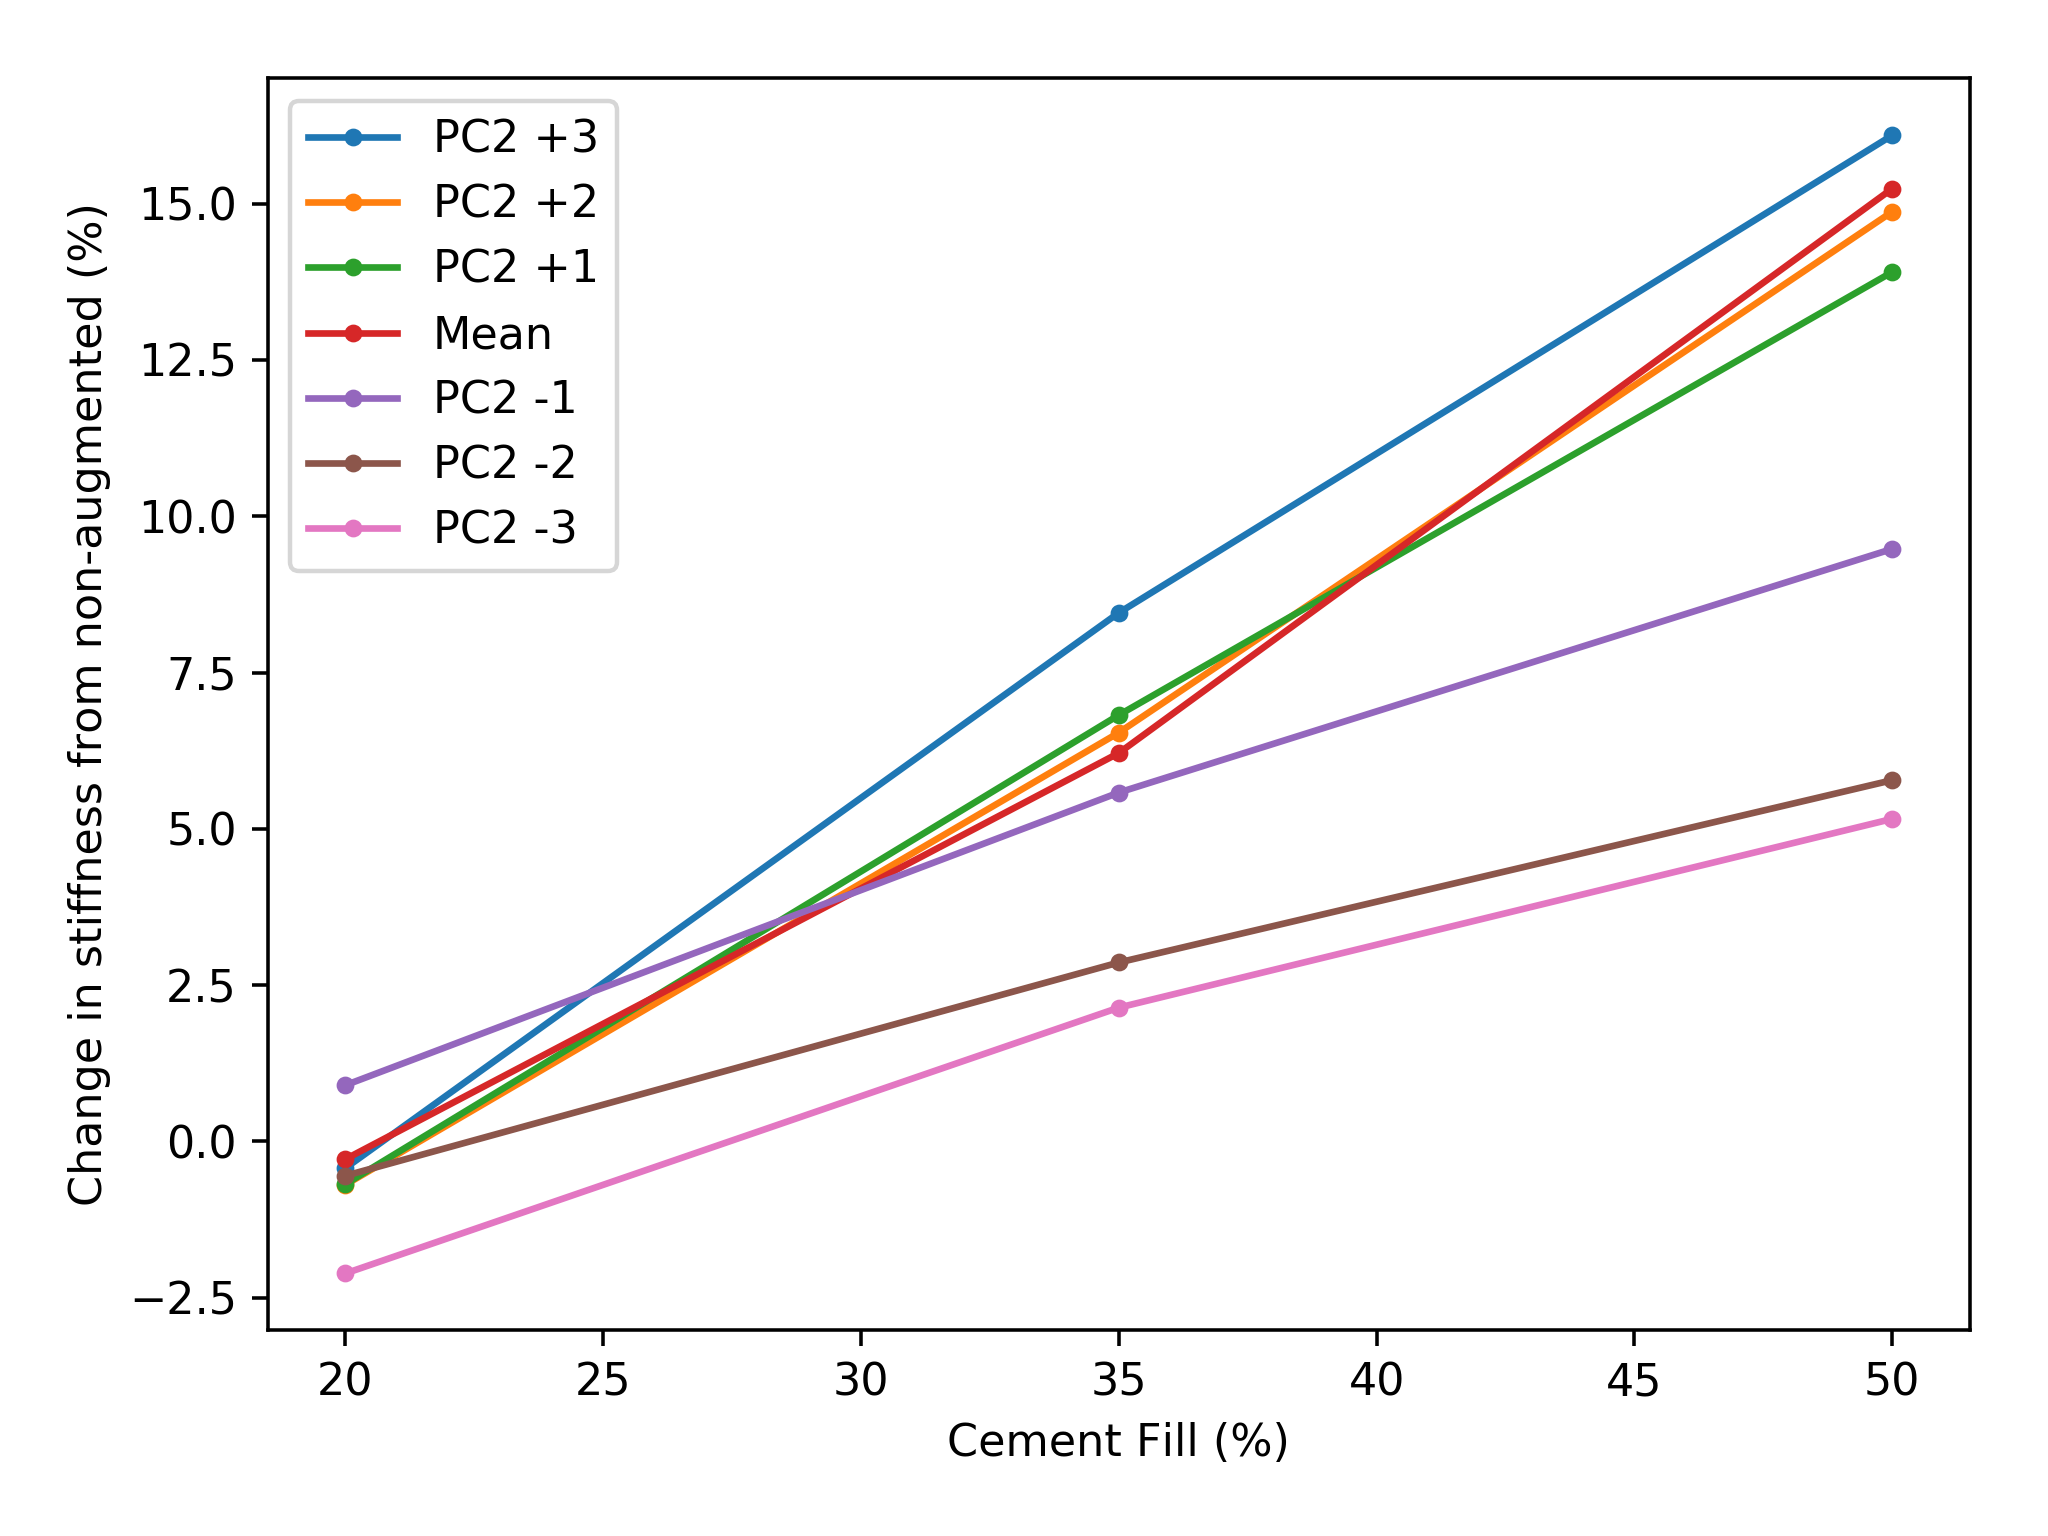 PC2 +3
PC2 +2
PC2 +1
Mean
PC2 -1
PC2 -2
PC2 -3
Change in stiffness from non-augmented (%)
15.0
12.5
10.0
7.5
5.0
2.5
0.0
−2.5
20 25 30 35 40 45 50
Cement Fill (%)